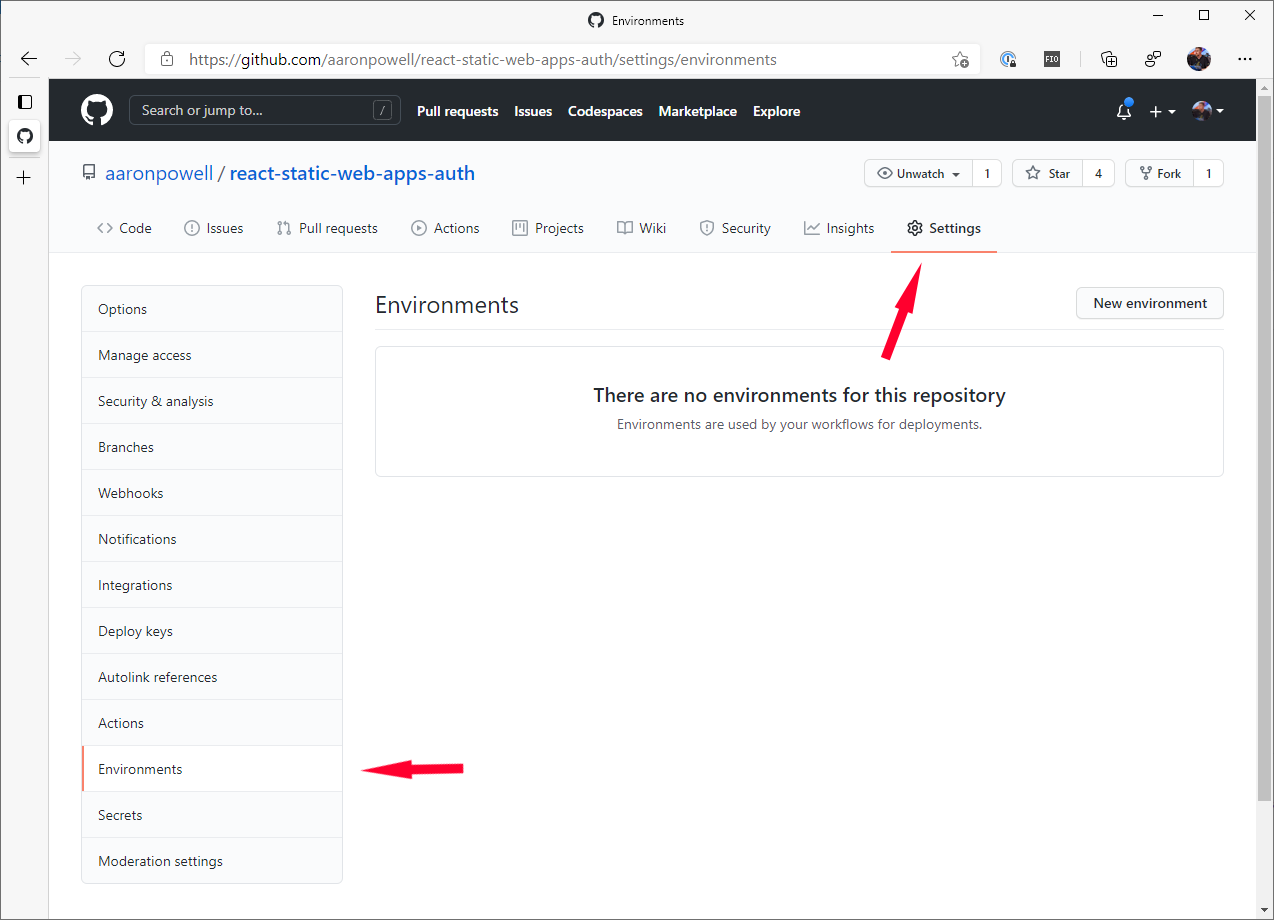 Environments
https://github.com/aaronpowell/react-static-web-apps-auth/settings/environments
FIO
Search or jump to...
/
Pull requests
Issues
Codespaces
Marketplace
Explore
aaronpowell / react-static-web-apps-auth
Unwatch
1
Star
4
Fork
1
Code
Issues
Pull requests
Actions
Projects
Wiki
Security
Insights
Settings
Options
Manage access
Security & analysis
Branches
Webhooks
Notifications
Integrations
Deploy keys
Autolink references
Actions
Environments
Secrets
Moderation settings
Environments
New environment
There are no environments for this repository
Environments are used by your workflows for deployments.